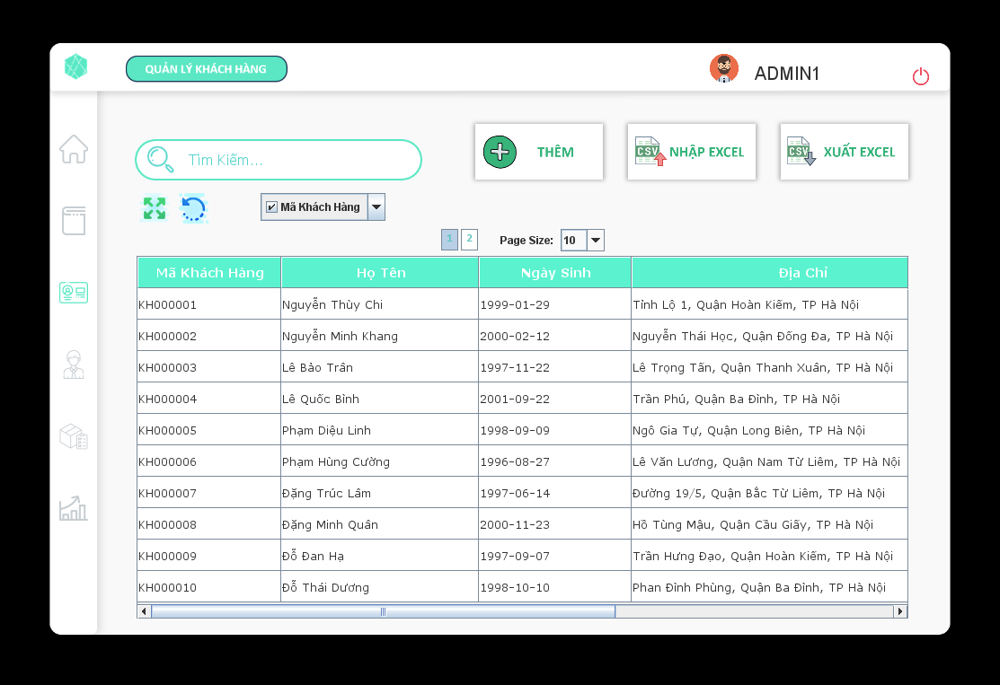 QUẢN LÝ KHÁCH HÀNG
ADMIN1
Tìm Kiếm...
THÊM
CSV NHẬP EXCEL
CSV XUẤT EXCEL
Mã Khách Hàng
1 2 Page Size: 10
Mã Khách Hàng Họ Tên Ngày Sinh Địa Chỉ
KH000001 Nguyễn Thùy Chi 1999-01-29 Tỉnh Lộ 1, Quận Hoàn Kiếm, TP Hà Nội
KH000002 Nguyễn Minh Khang 2000-02-12 Nguyễn Thái Học, Quận Đống Đa, TP Hà Nội
KH000003 Lê Bảo Trân 1997-11-22 Lê Trọng Tấn, Quận Thanh Xuân, TP Hà Nội
KH000004 Lê Quốc Bình 2001-09-22 Trần Phú, Quận Ba Đình, TP Hà Nội
KH000005 Phạm Diệu Linh 1998-09-09 Ngô Gia Tự, Quận Long Biên, TP Hà Nội
KH000006 Phạm Hùng Cường 1996-08-27 Lê Văn Lương, Quận Nam Từ Liêm, TP Hà Nội
KH000007 Đặng Trúc Lâm 1997-06-14 Đường 19/5, Quận Bắc Từ Liêm, TP Hà Nội
KH000008 Đặng Minh Quân 2000-11-23 Hồ Tùng Mậu, Quận Cầu Giấy, TP Hà Nội
KH000009 Đỗ Đan Hạ 1997-09-07 Trần Hưng Đạo, Quận Hoàn Kiếm, TP Hà Nội
KH000010 Đỗ Thái Dương 1998-10-10 Phan Đình Phùng, Quận Ba Đình, TP Hà Nội